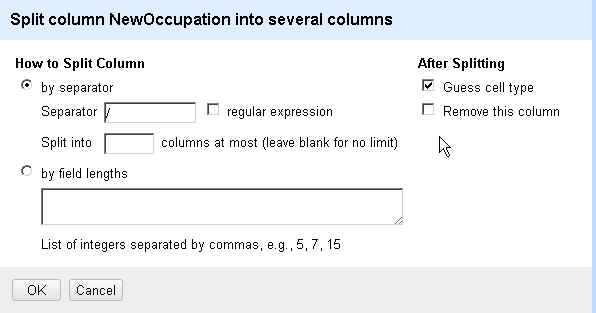 Split column NewOccupation into several columns
How to Split Column
After Splitting
by separator
Guess cell type
Separator / regular expression
Remove this column
Split into columns at most (leave blank for no limit)
by field lengths
List of integers separated by commas, e.g., 5, 7, 15
OK Cancel